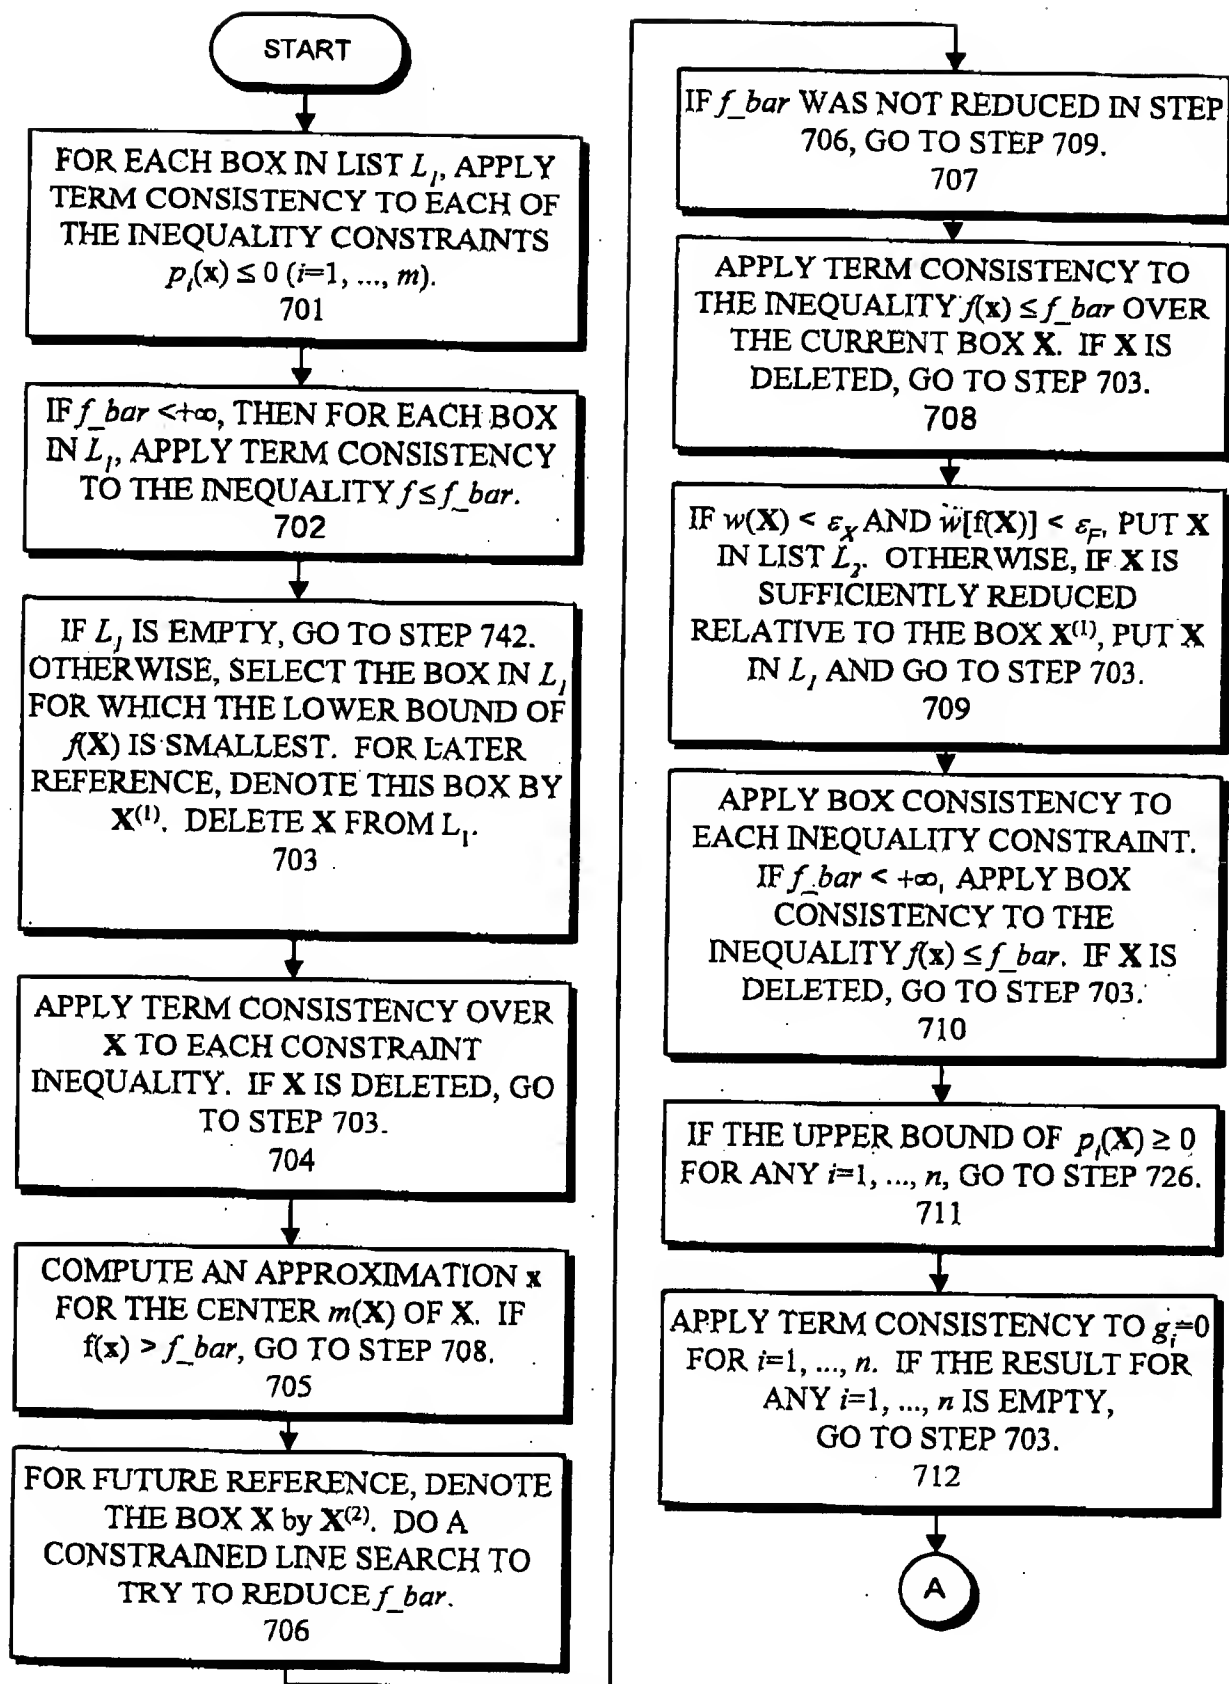 START
FOR EACH BOX IN LIST L₁, APPLY
TERM CONSISTENCY TO EACH OF
THE INEQUALITY CONSTRAINTS
pᵢ(x) ≤ 0 (i=1, ..., m).
701
IF f_bar <+∞, THEN FOR EACH BOX
IN L₁, APPLY TERM CONSISTENCY
TO THE INEQUALITY f ≤ f_bar.
702
IF L₁ IS EMPTY, GO TO STEP 742.
OTHERWISE, SELECT THE BOX IN L₁
FOR WHICH THE LOWER BOUND OF
f(X) IS SMALLEST. FOR LATER
REFERENCE, DENOTE THIS BOX BY
X⁽¹⁾. DELETE X FROM L₁.
703
APPLY TERM CONSISTENCY OVER
X TO EACH CONSTRAINT
INEQUALITY. IF X IS DELETED, GO
TO STEP 703.
704
COMPUTE AN APPROXIMATION x
FOR THE CENTER m(X) OF X. IF
f(x) > f_bar, GO TO STEP 708.
705
FOR FUTURE REFERENCE, DENOTE
THE BOX X by X⁽²⁾. DO A
CONSTRAINED LINE SEARCH TO
TRY TO REDUCE f_bar.
706
IF f_bar WAS NOT REDUCED IN STEP
706, GO TO STEP 709.
707
APPLY TERM CONSISTENCY TO
THE INEQUALITY f(x) ≤ f_bar OVER
THE CURRENT BOX X. IF X IS
DELETED, GO TO STEP 703.
708
IF w(X) < ε_X AND w[f(X)] < ε_F, PUT X
IN LIST L₂. OTHERWISE, IF X IS
SUFFICIENTLY REDUCED
RELATIVE TO THE BOX X⁽¹⁾, PUT X
IN L₁ AND GO TO STEP 703.
709
APPLY BOX CONSISTENCY TO
EACH INEQUALITY CONSTRAINT.
IF f_bar < +∞, APPLY BOX
CONSISTENCY TO THE
INEQUALITY f(x) ≤ f_bar. IF X IS
DELETED, GO TO STEP 703.
710
IF THE UPPER BOUND OF pᵢ(X) ≥ 0
FOR ANY i=1, ..., n, GO TO STEP 726.
711
APPLY TERM CONSISTENCY TO gᵢ=0
FOR i=1, ..., n. IF THE RESULT FOR
ANY i=1, ..., n IS EMPTY,
GO TO STEP 703.
712
A